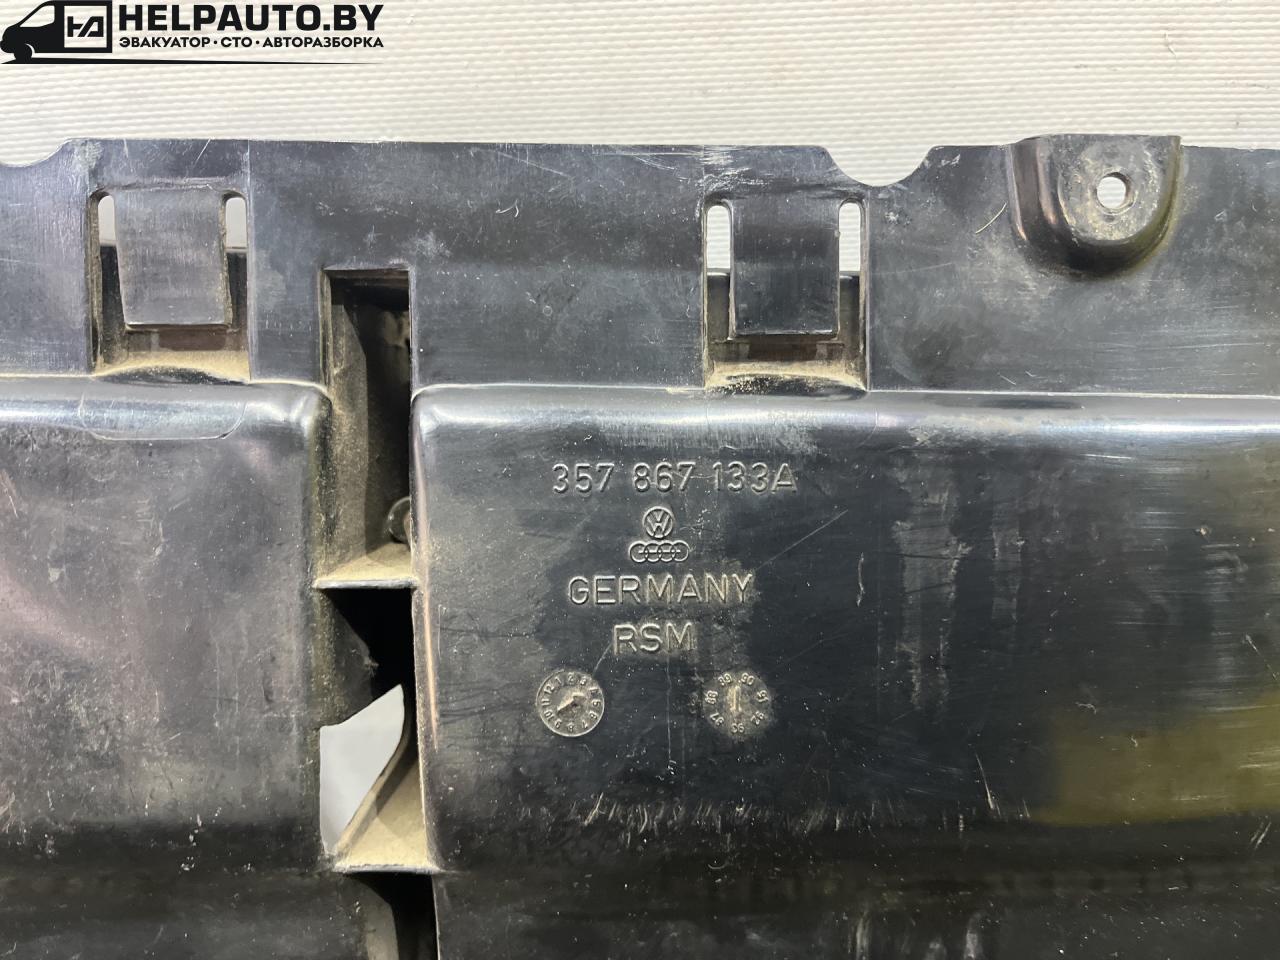 HELPAUTO.BY
ЭВАКУАТОР•СТО•АВТОРАЗБОРКА
357 867 133A
GERMANY
RSM